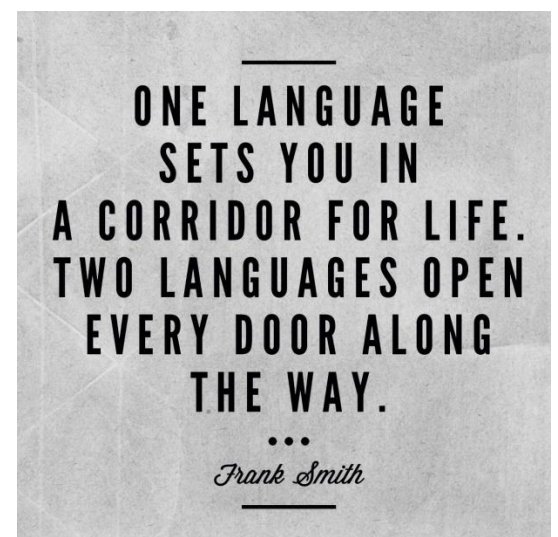 ONE LANGUAGE
SETS YOU IN
A CORRIDOR FOR LIFE.
TWO LANGUAGES OPEN
EVERY DOOR ALONG
THE WAY.
...
Frank Smith